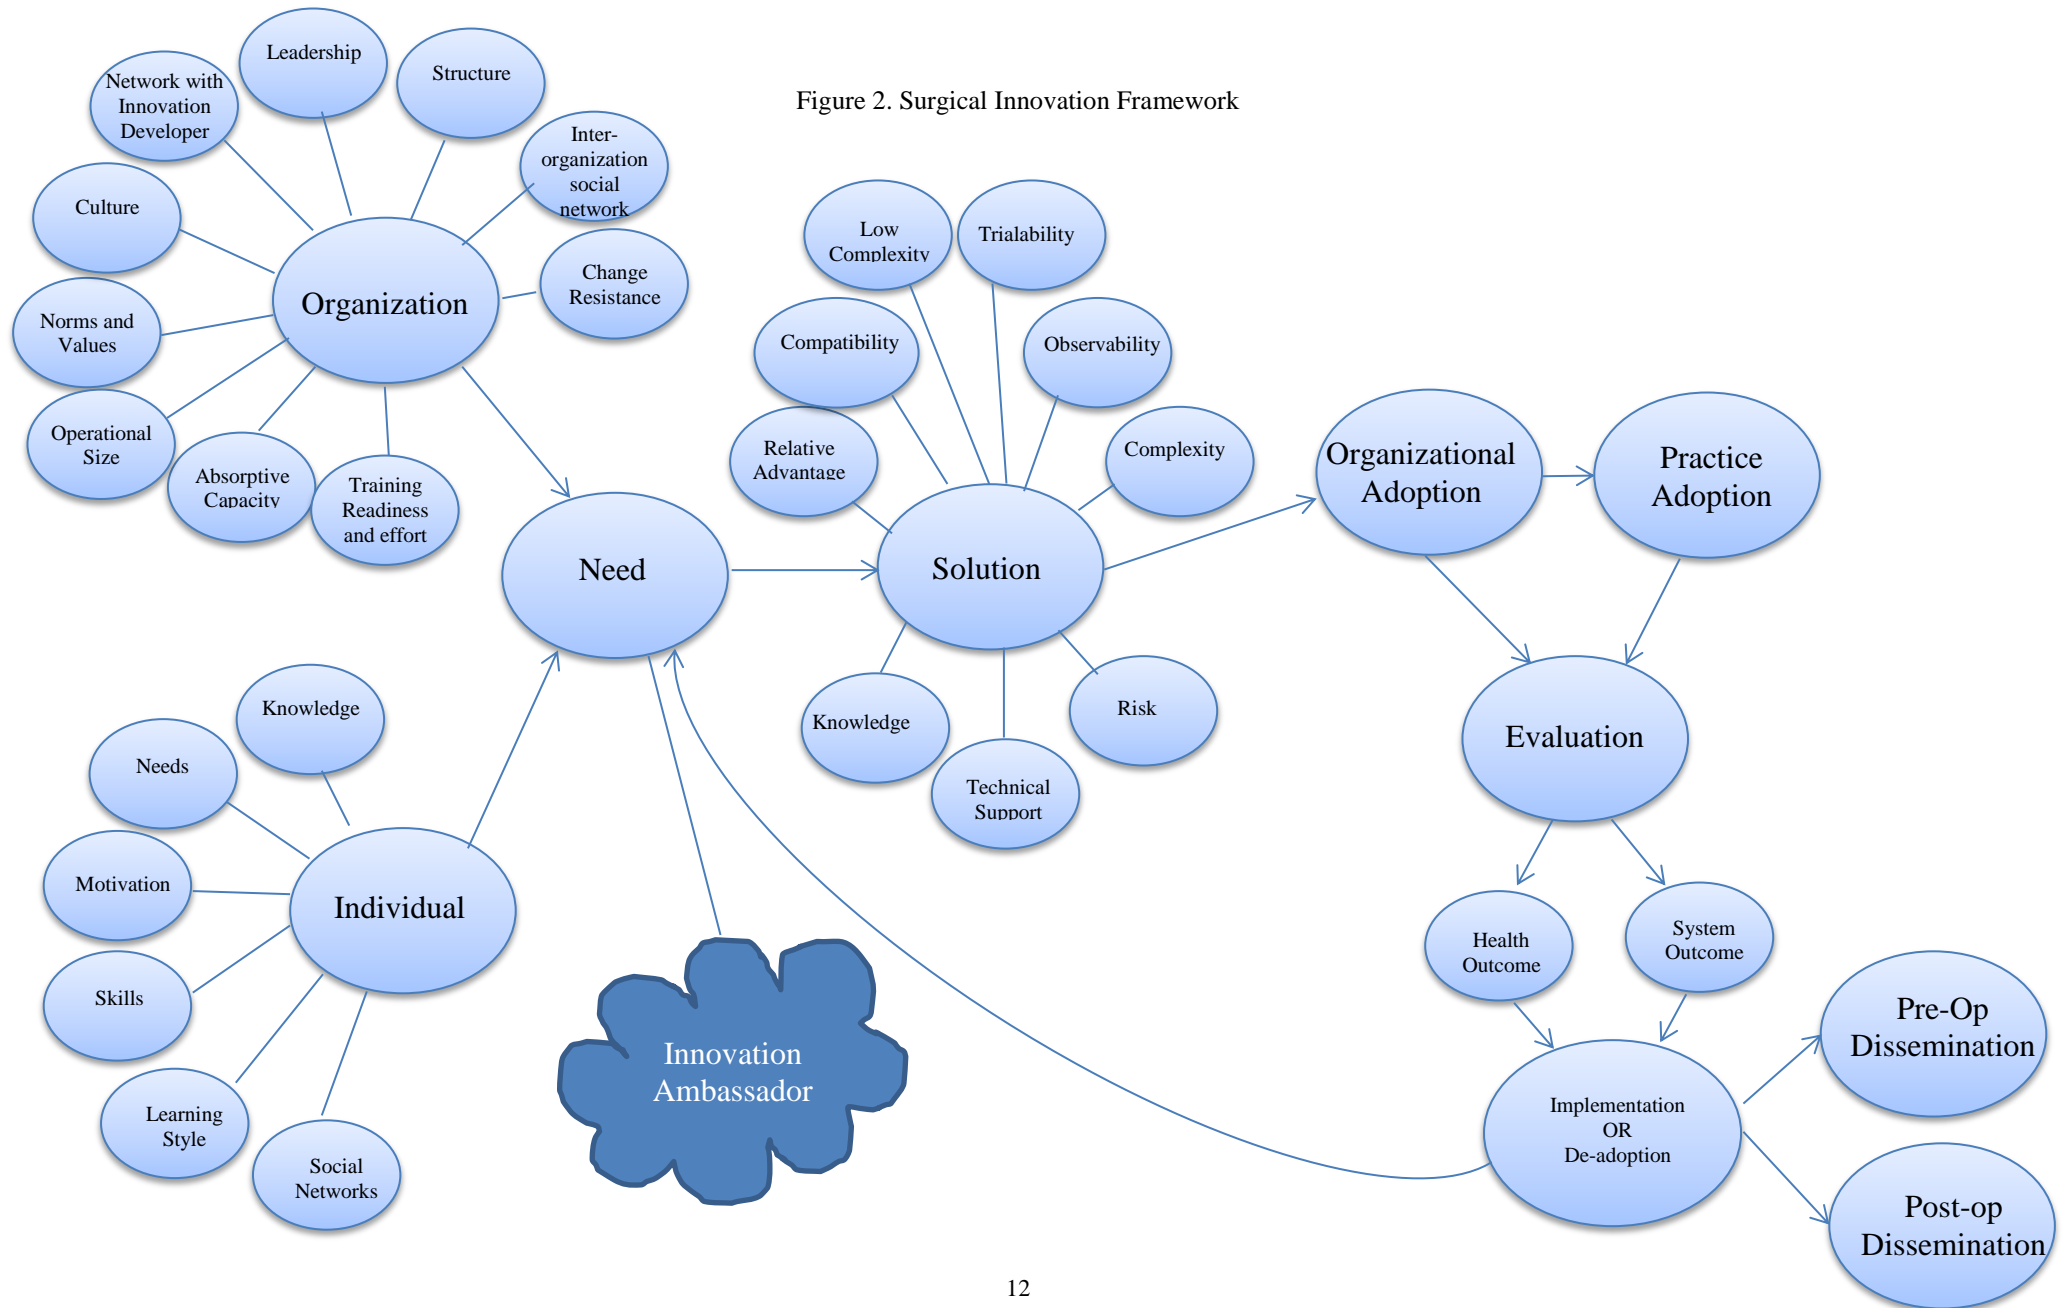 Figure 2. Surgical Innovation Framework
Leadership
Structure
Network with
Innovation
Developer
Inter-
organization
social
network
Culture
Change
Resistance
Organization
Norms and
Values
Operational
Size
Absorptive
Capacity
Training
Readiness
and effort
Low
Complexity
Trialability
Compatibility
Observability
Relative
Advantage
Complexity
Need
Solution
Organizational
Adoption
Practice
Adoption
Knowledge
Technical
Support
Risk
Evaluation
Knowledge
Needs
Motivation
Individual
Skills
Learning
Style
Social
Networks
Innovation
Ambassador
Health
Outcome
System
Outcome
Implementation
OR
De-adoption
Pre-Op
Dissemination
Post-op
Dissemination
12